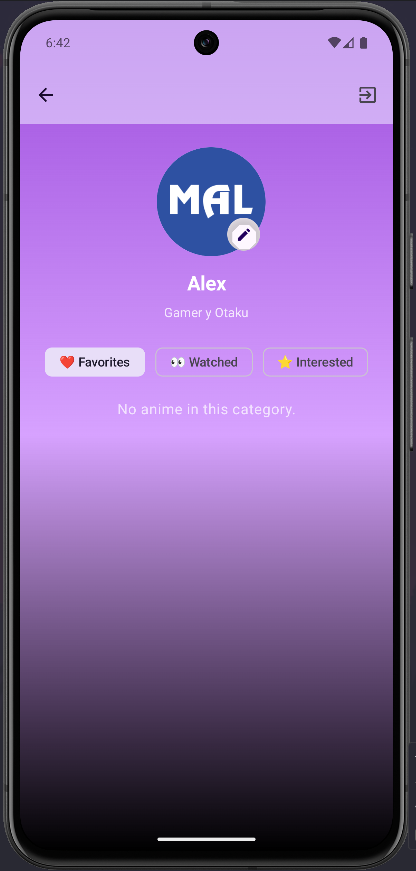 6:42
MAL
Alex
Gamer y Otaku
❤️ Favorites
👀 Watched
⭐ Interested
No anime in this category.